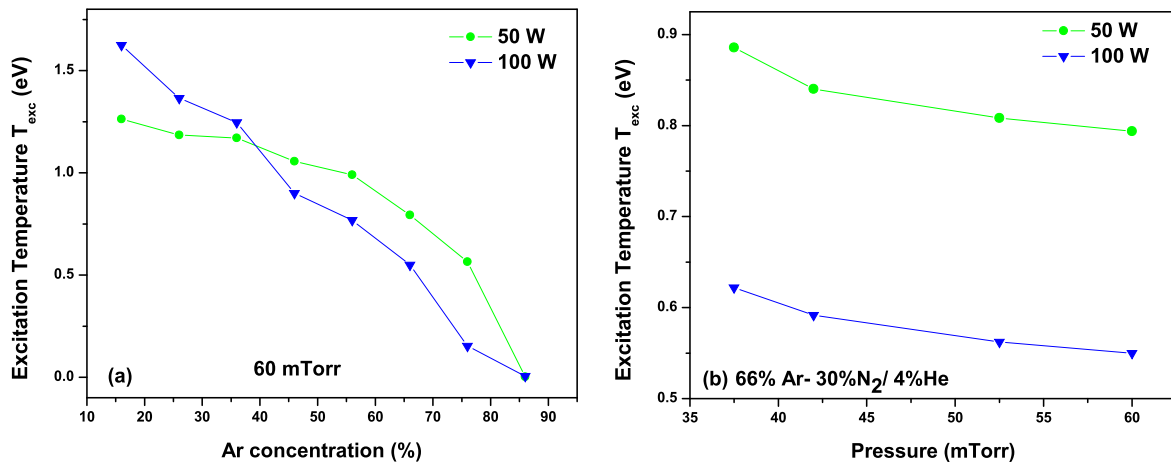 50 W
100 W
1.5
1.0
0.5
0.0
Excitation Temperature T_exc (eV)
(a)
60 mTorr
10 20 30 40 50 60 70 80 90
Ar concentration (%)
50 W
100 W
0.9
0.8
0.7
0.6
0.5
Excitation Temperature T_exc (eV)
(b) 66% Ar- 30%N₂/ 4%He
35 40 45 50 55 60
Pressure (mTorr)